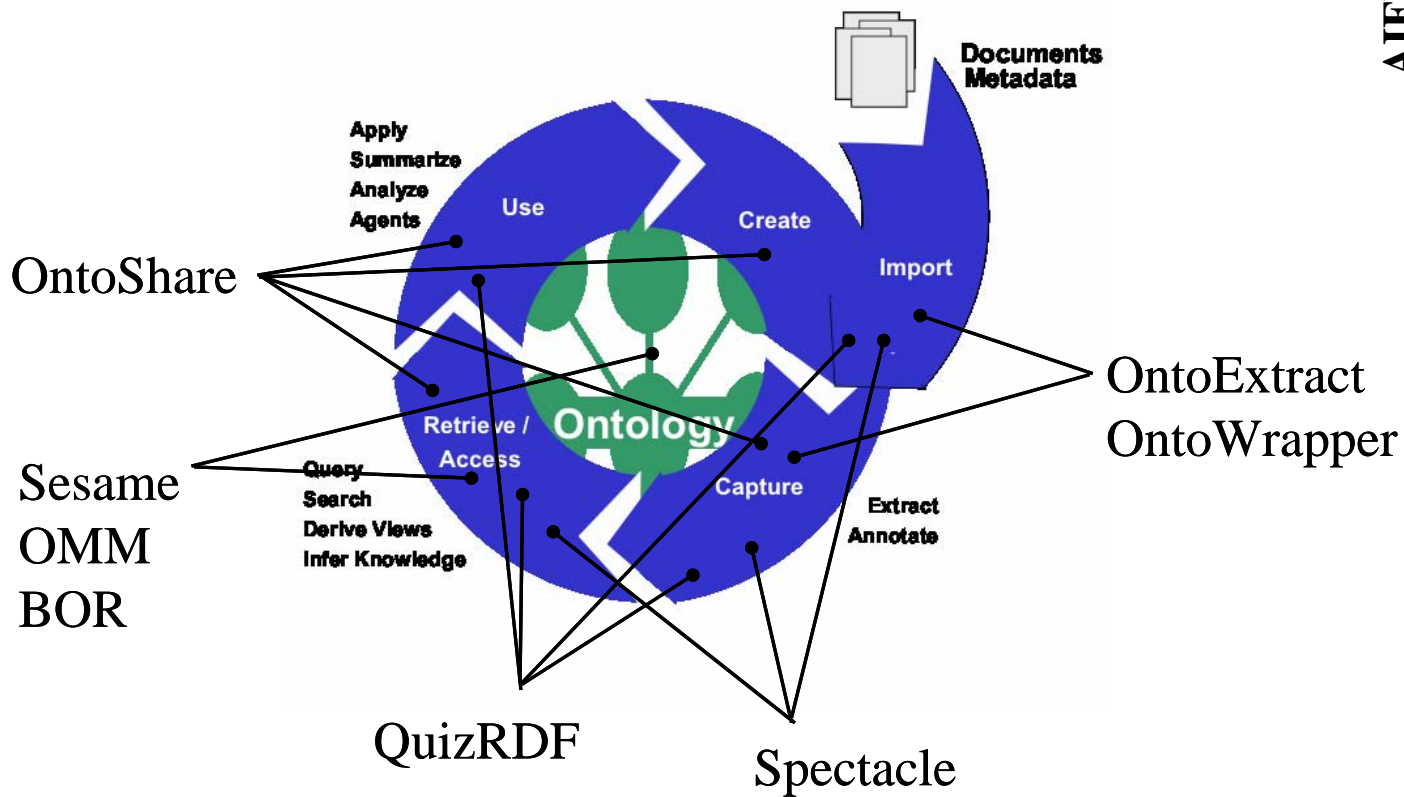 Documents
Metadata
Apply
Summarize
Analyze
Agents
Use
Create
Import
OntoShare
OntoExtract
OntoWrapper
Ontology
Retrieve /
Access
Capture
Sesame
OMM
BOR
Query
Search
Derive Views
Infer Knowledge
Extract
Annotate
QuizRDF
Spectacle